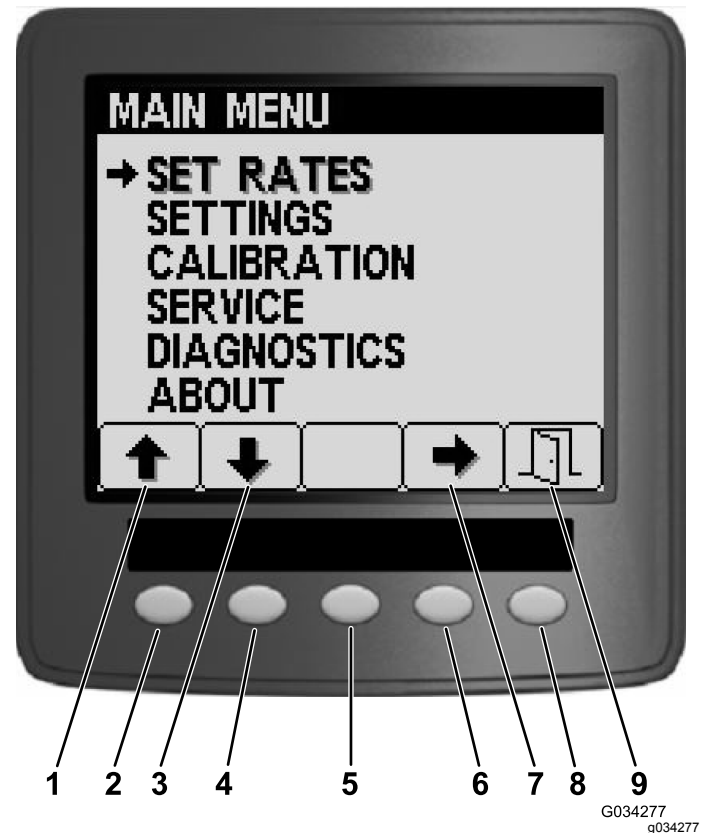 MAIN MENU
SET RATES
SETTINGS
CALIBRATION
SERVICE
DIAGNOSTICS
ABOUT
1 2 3 4 5 6 7 8 9
G034277
g034277